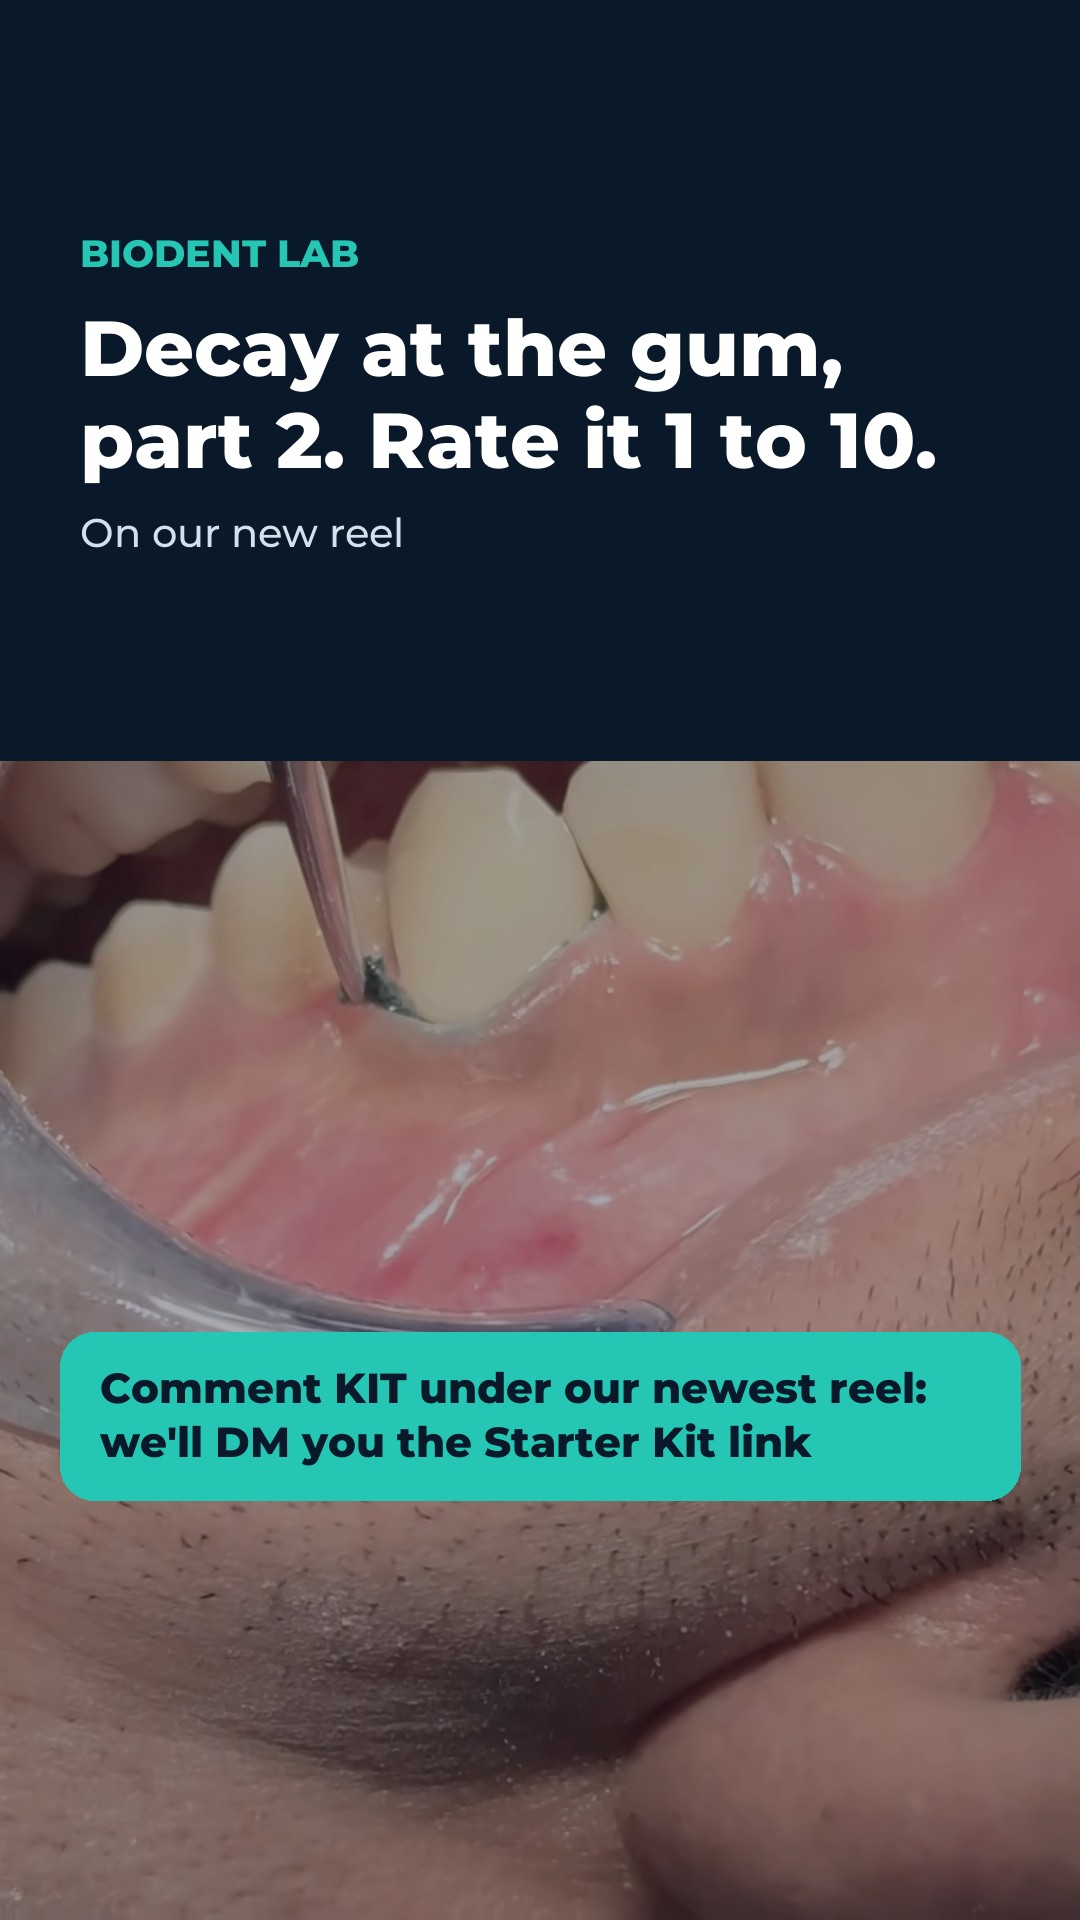 BIODENT LAB
Decay at the gum,
part 2. Rate it 1 to 10.
On our new reel
Comment KIT under our newest reel:
we'll DM you the Starter Kit link